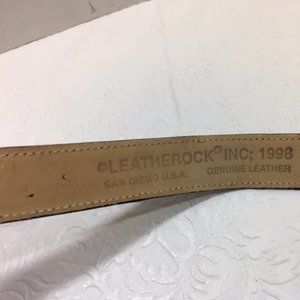 S
©LEATHEROCK® INC; 1998
SAN DIEGO U.S.A. GENUINE LEATHER